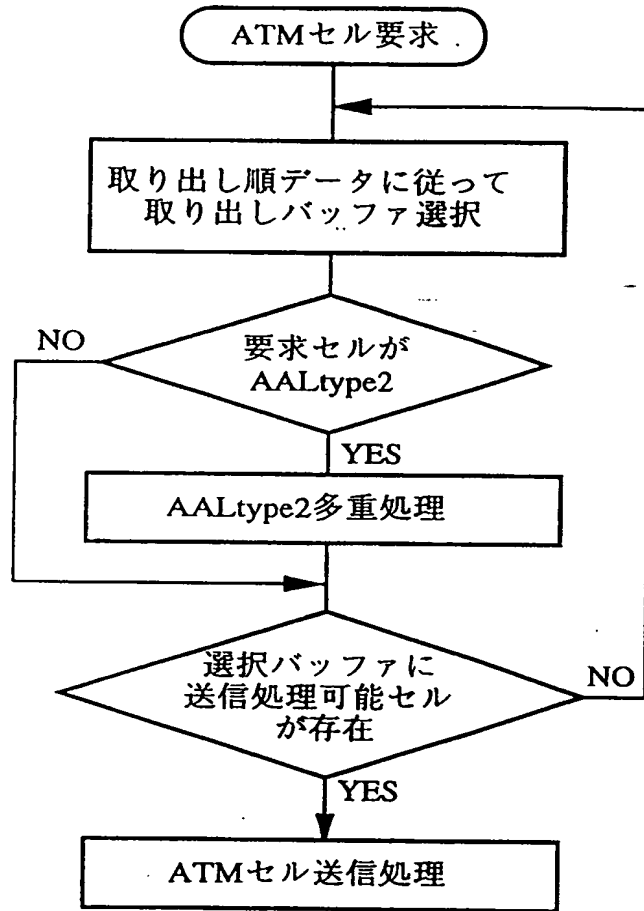 ATMセル要求
取り出し順データに従って
取り出しバッファ選択
NO
要求セルが
AALtype2
YES
AALtype2多重処理
選択バッファに
送信処理可能セル
が存在
NO
YES
ATMセル送信処理